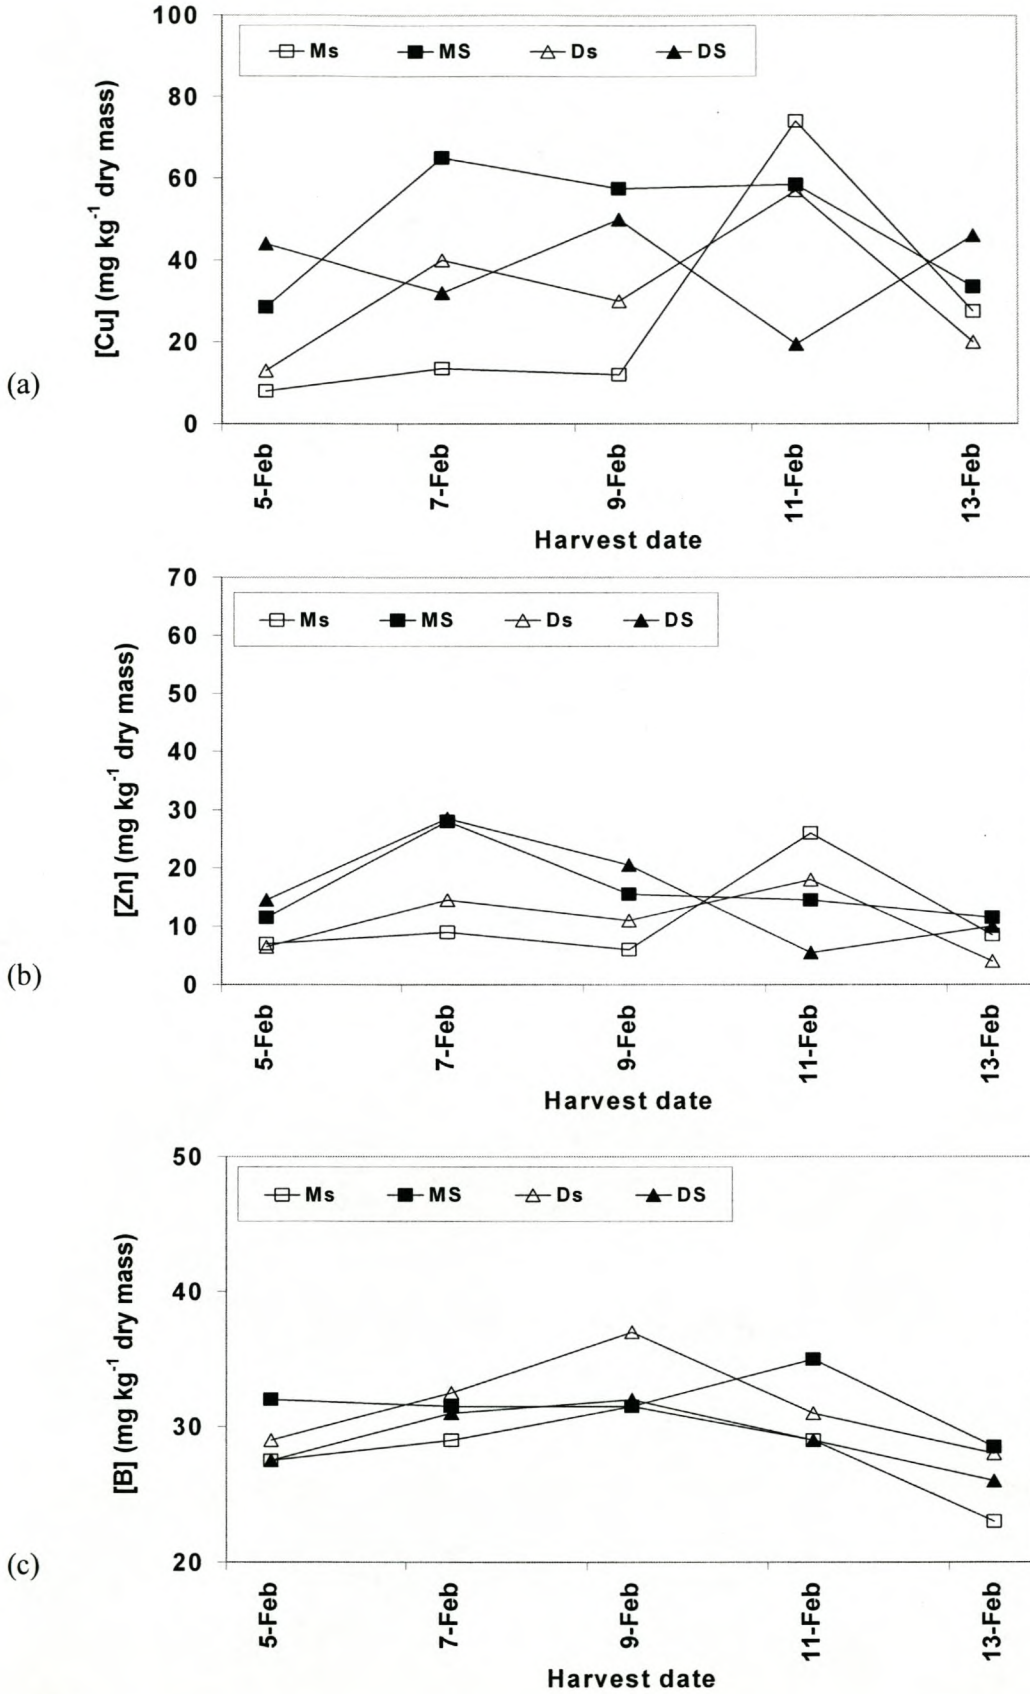 100
Ms MS Ds DS
80
60
40
20
0
[Cu] (mg kg-1 dry mass)
(a)
5-Feb
7-Feb
9-Feb
11-Feb
13-Feb
Harvest date
70
Ms MS Ds DS
60
50
40
30
20
10
0
[Zn] (mg kg-1 dry mass)
(b)
5-Feb
7-Feb
9-Feb
11-Feb
13-Feb
Harvest date
50
Ms MS Ds DS
40
30
20
[B] (mg kg-1 dry mass)
(c)
5-Feb
7-Feb
9-Feb
11-Feb
13-Feb
Harvest date